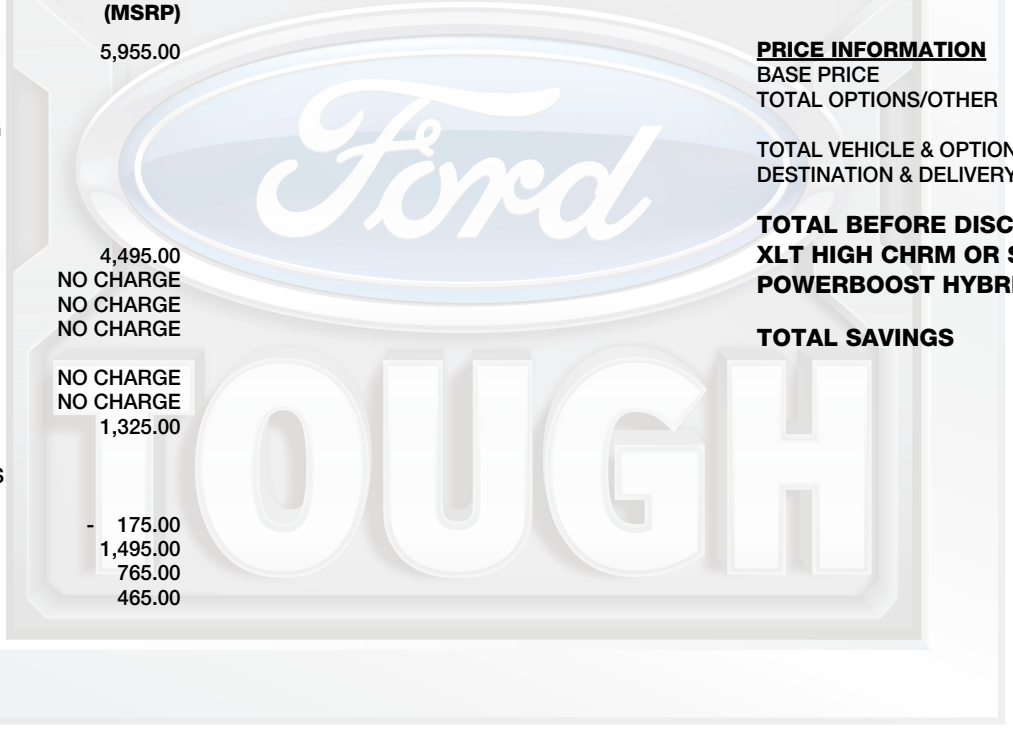 (MSRP)
5,955.00
4,495.00
NO CHARGE
NO CHARGE
NO CHARGE
NO CHARGE
NO CHARGE
1,325.00
S
- 175.00
1,495.00
765.00
465.00
PRICE INFORMATION
BASE PRICE
TOTAL OPTIONS/OTHER
TOTAL VEHICLE & OPTION
DESTINATION & DELIVERY
TOTAL BEFORE DISC
XLT HIGH CHRM OR S
POWERBOOST HYBRI
TOTAL SAVINGS
Ford
TOUGH